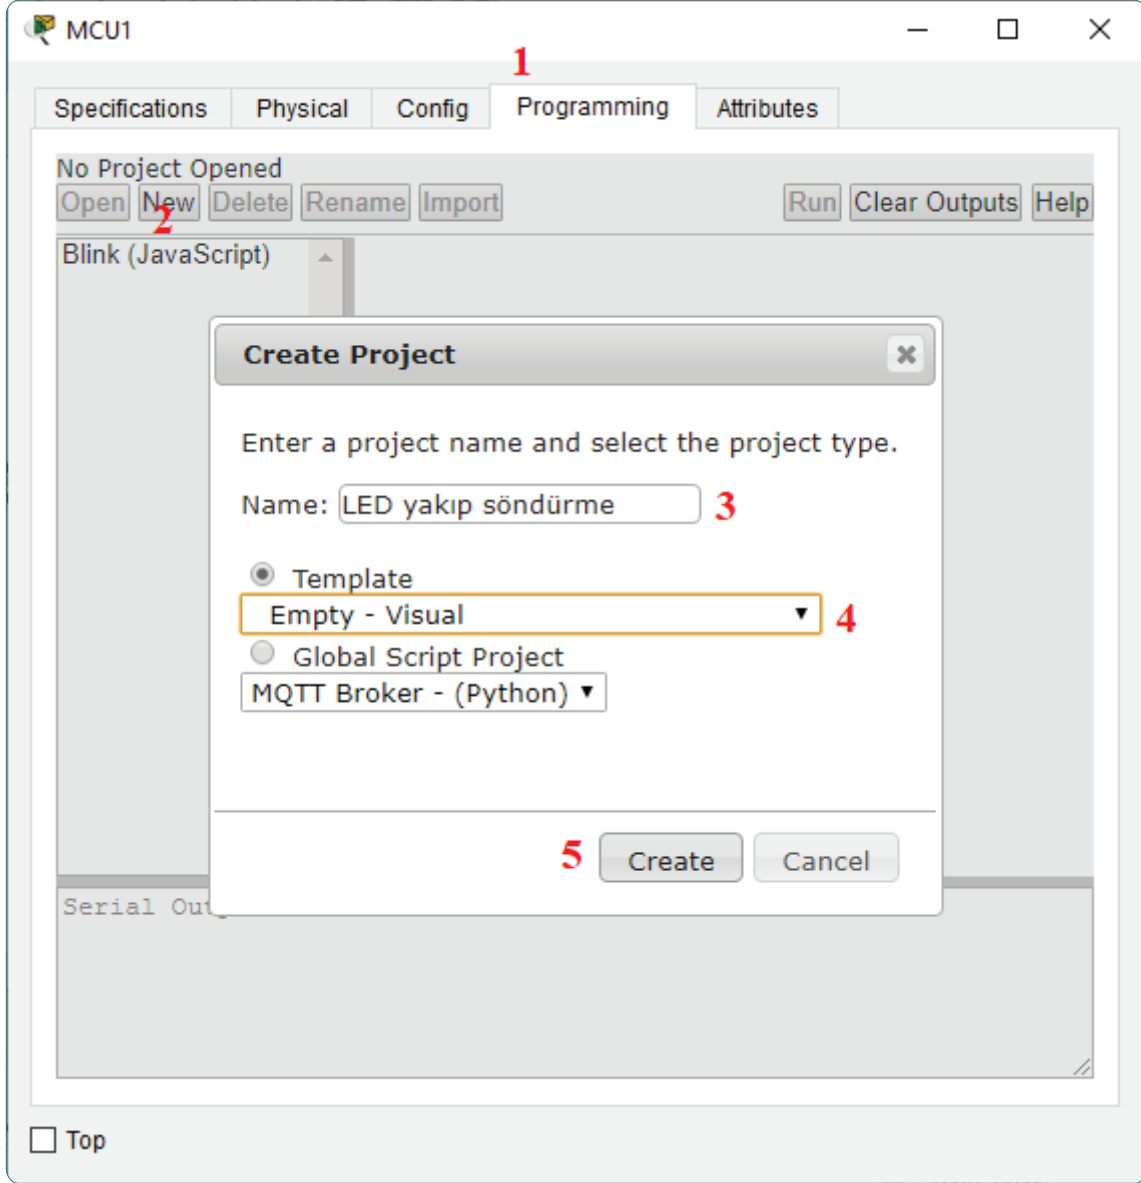 MCU1
1
Specifications Physical Config Programming Attributes
No Project Opened
Open New Delete Rename Import Run Clear Outputs Help
2
Blink (JavaScript)
Create Project
Enter a project name and select the project type.
Name: LED yakıp söndürme 3
Template
Empty - Visual 4
Global Script Project
MQTT Broker - (Python)
5 Create Cancel
Serial Out
Top